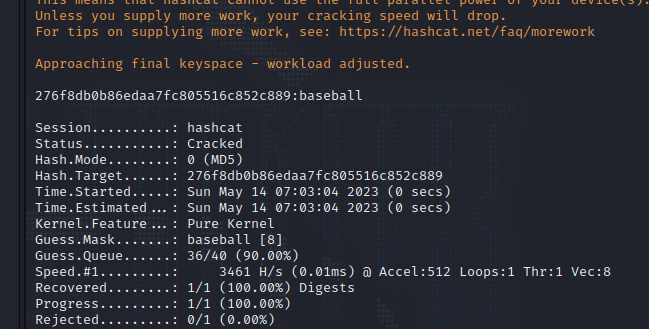 This means that hashcat cannot use the full parallel power of your device(s).
Unless you supply more work, your cracking speed will drop.
For tips on supplying more work, see: https://hashcat.net/faq/morework
Approaching final keyspace - workload adjusted.
276f8db0b86edaa7fc805516c852c889:baseball
Session..........: hashcat
Status...........: Cracked
Hash.Mode........: 0 (MD5)
Hash.Target......: 276f8db0b86edaa7fc805516c852c889
Time.Started.....: Sun May 14 07:03:04 2023 (0 secs)
Time.Estimated...: Sun May 14 07:03:04 2023 (0 secs)
Kernel.Feature...: Pure Kernel
Guess.Mask.......: baseball [8]
Guess.Queue......: 36/40 (90.00%)
Speed.#1.........:     3461 H/s (0.01ms) @ Accel:512 Loops:1 Thr:1 Vec:8
Recovered........: 1/1 (100.00%) Digests
Progress.........: 1/1 (100.00%)
Rejected.........: 0/1 (0.00%)